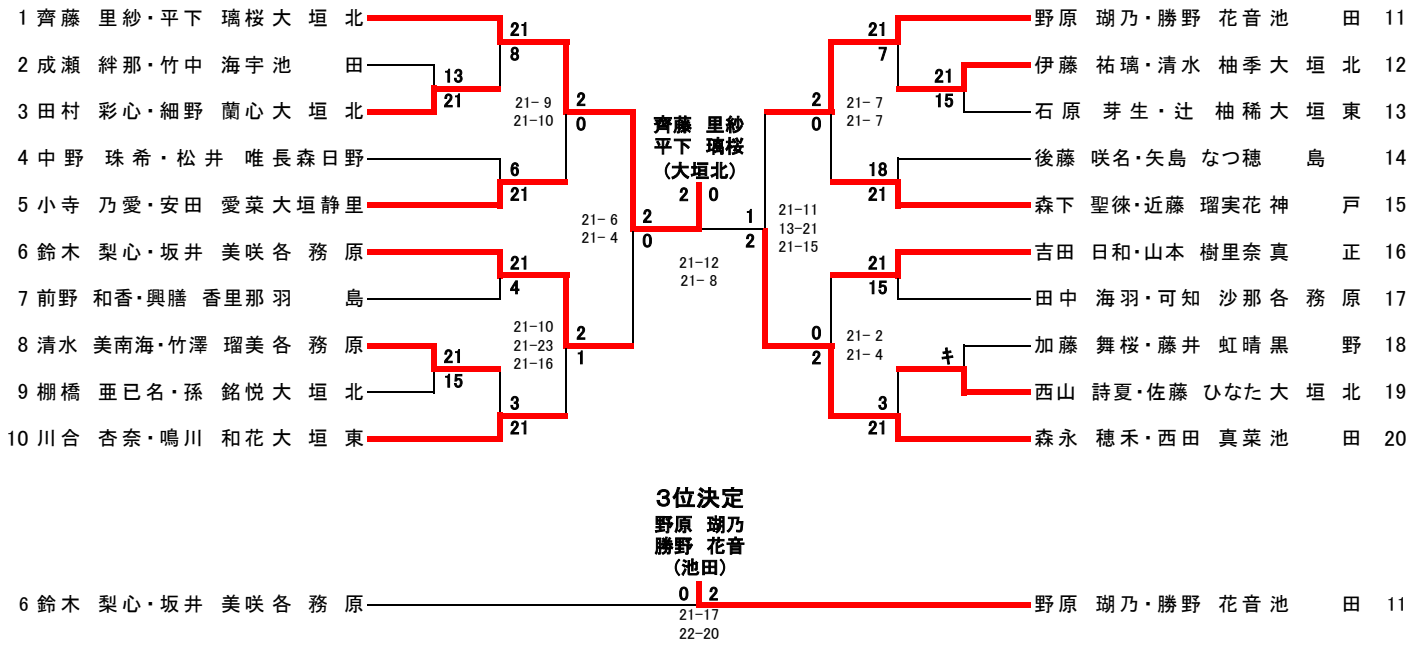 1 齊藤 里紗・平下 璃桜 大垣北
2 成瀬 絆那・竹中 海宇 池田
3 田村 彩心・細野 蘭心 大垣北
4 中野 珠希・松井 唯 長森日野
5 小寺 乃愛・安田 愛菜 大垣静里
6 鈴木 梨心・坂井 美咲 各務原
7 前野 和香・興膳 香里那 羽島
8 清水 美南海・竹澤 瑠美 各務原
9 棚橋 亜已名・孫 銘悦 大垣北
10 川合 杏奈・鳴川 和花 大垣東
21
8
13
21
6
21
21
4
21
15
3
21
21- 9
21-10
2
0
21-10
21-23
21-16
2
1
21- 6
21- 4
2
0
齊藤 里紗
平下 璃桜
(大垣北)
2 0
21-12
21- 8
1
2
21-11
13-21
21-15
2
0
21- 7
21- 7
0
2
21- 2
21- 4
21
7
21
15
18
21
21
15
キ
3
21
野原 瑚乃・勝野 花音 池田 11
伊藤 祐璃・清水 柚季 大垣北 12
石原 芽生・辻 柚稀 大垣東 13
後藤 咲名・矢島 なつ穂 島 14
森下 聖徠・近藤 瑠実花 神戸 15
吉田 日和・山本 樹里奈 真正 16
田中 海羽・可知 沙那 各務原 17
加藤 舞桜・藤井 虹晴 黒野 18
西山 詩夏・佐藤 ひなた 大垣北 19
森永 穂禾・西田 真菜 池田 20
3位決定
野原 瑚乃
勝野 花音
(池田)
6 鈴木 梨心・坂井 美咲 各務原
0 2
21-17
22-20
野原 瑚乃・勝野 花音 池田 11